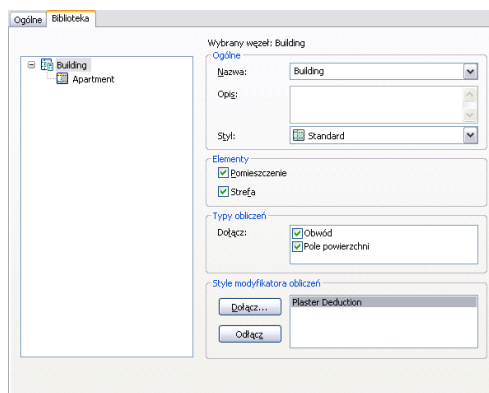 Ogólne Biblioteka
Building
Apartment
Wybrany węzeł: Building
Ogólne
Nazwa: Building
Opis:
Styl: Standard
Elementy
Pomieszczenie
Strefa
Typy obliczeń
Dołącz: Obwód
Pole powierzchni
Style modyfikatora obliczeń
Dołącz... Plaster Deduction
Odłącz